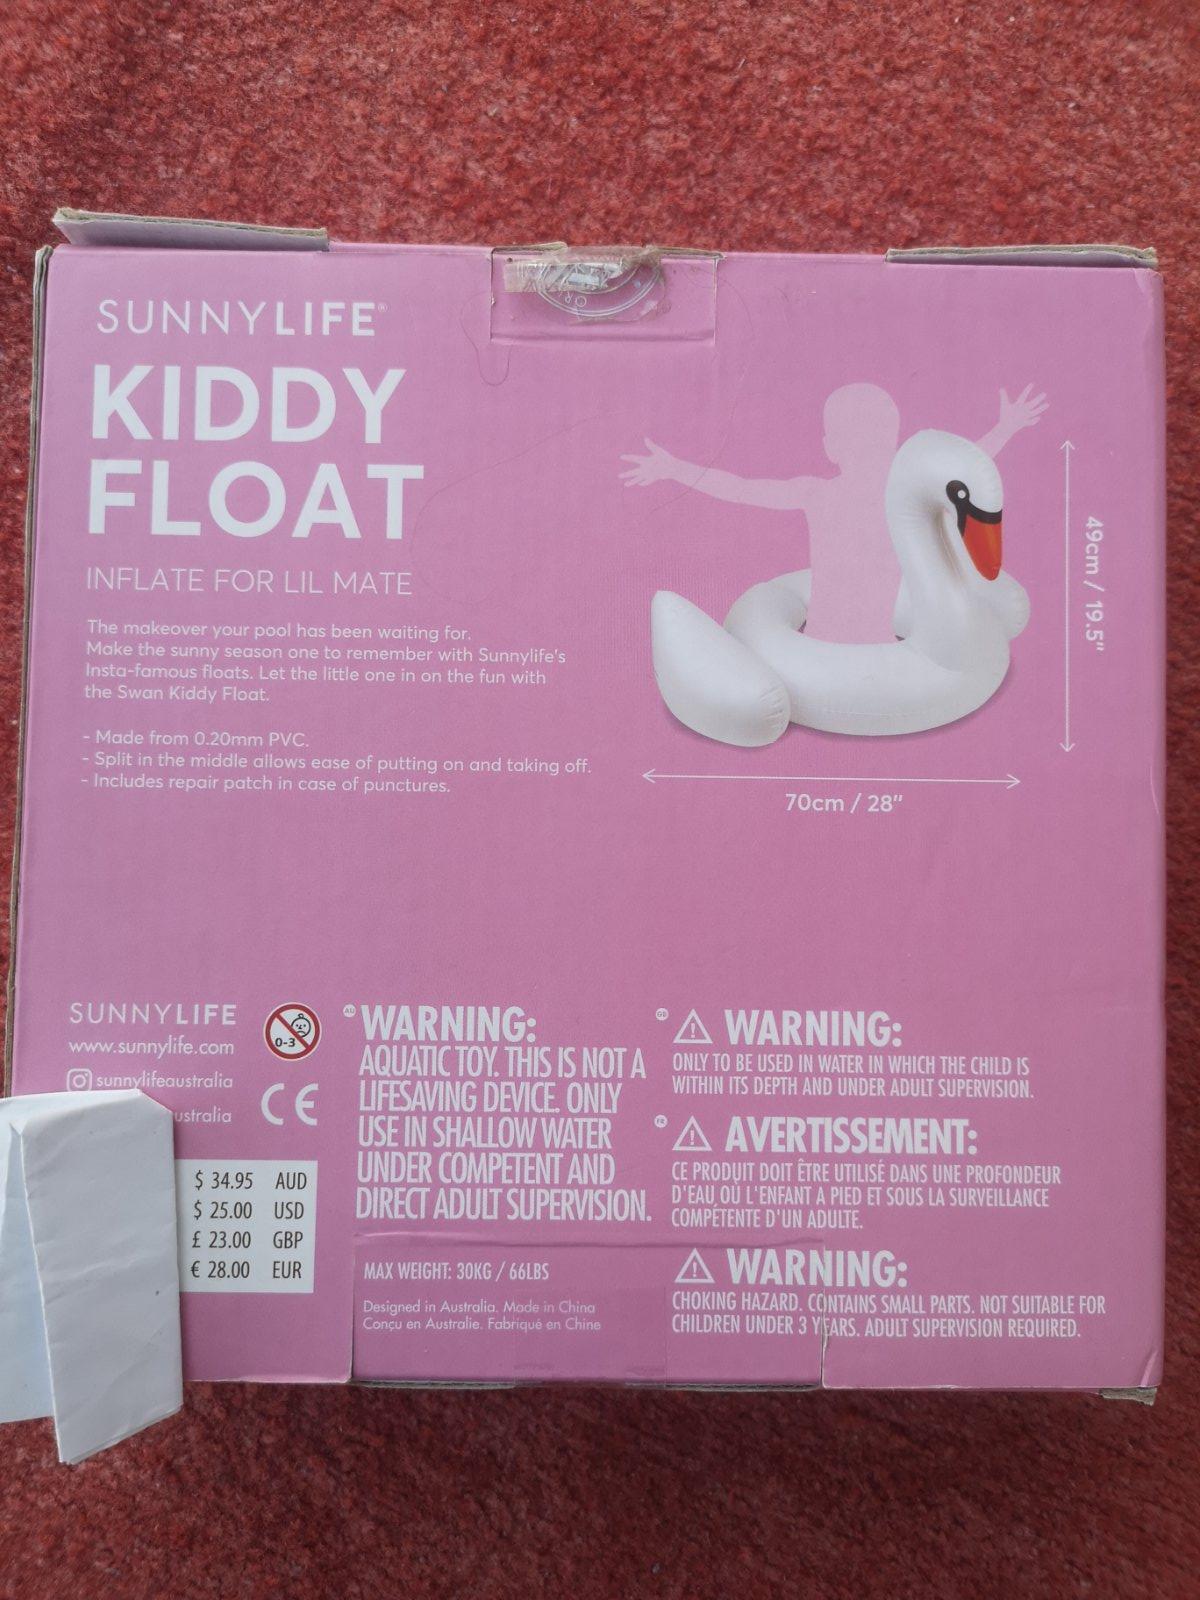 SUNNYLIFE®
KIDDY
FLOAT
INFLATE FOR LIL MATE
The makeover your pool has been waiting for.
Make the sunny season one to remember with Sunnylife's
Insta-famous floats. Let the little one in on the fun with
the Swan Kiddy Float.
- Made from 0.20mm PVC.
- Split in the middle allows ease of putting on and taking off.
- Includes repair patch in case of punctures.
49cm / 19.5"
70cm / 28"
SUNNYLIFE
www.sunnylife.com
sunnylifeaustralia
ustralia
0-3
CE
$ 34.95 AUD
$ 25.00 USD
£ 23.00 GBP
€ 28.00 EUR
AU WARNING:
AQUATIC TOY. THIS IS NOT A
LIFESAVING DEVICE. ONLY
USE IN SHALLOW WATER
UNDER COMPETENT AND
DIRECT ADULT SUPERVISION.
MAX WEIGHT: 30KG / 66LBS
Designed in Australia. Made in China
Conçu en Australie. Fabriqué en Chine
GB WARNING:
ONLY TO BE USED IN WATER IN WHICH THE CHILD IS
WITHIN ITS DEPTH AND UNDER ADULT SUPERVISION.
FR AVERTISSEMENT:
CE PRODUIT DOIT ÊTRE UTILISÉ DANS UNE PROFONDEUR
D'EAU OÙ L'ENFANT A PIED ET SOUS LA SURVEILLANCE
COMPÉTENTE D'UN ADULTE.
WARNING:
CHOKING HAZARD. CONTAINS SMALL PARTS. NOT SUITABLE FOR
CHILDREN UNDER 3 YEARS. ADULT SUPERVISION REQUIRED.